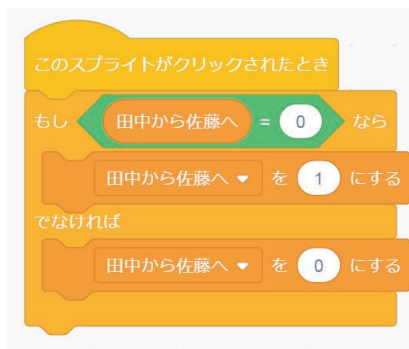 このスプライトがクリックされたとき
もし 田中から佐藤へ = 0 なら
田中から佐藤へ を 1 にする
でなければ
田中から佐藤へ を 0 にする